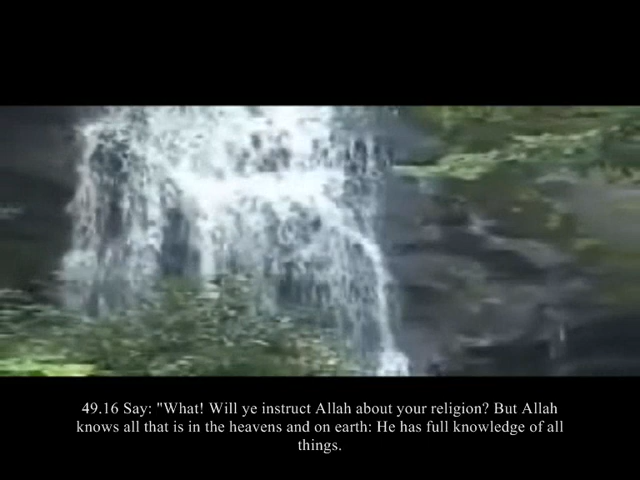 49.16 Say: "What! Will ye instruct Allah about your religion? But Allah
knows all that is in the heavens and on earth: He has full knowledge of all
things.